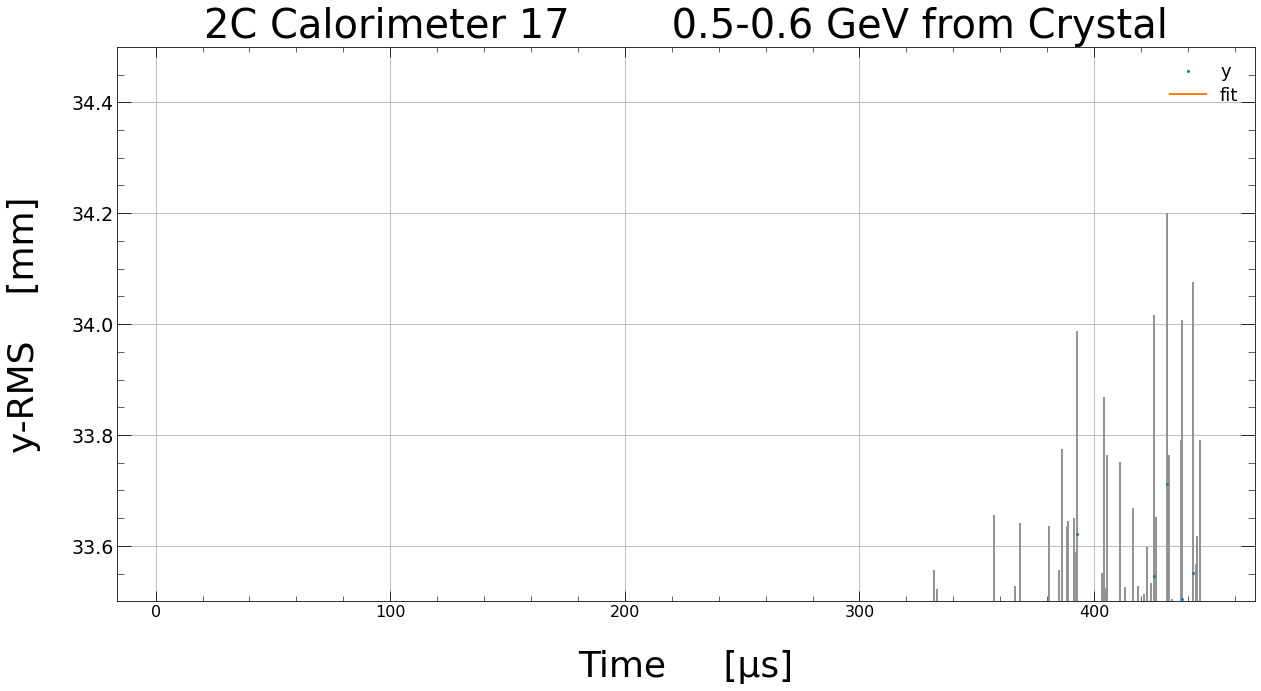 2C Calorimeter 17 0.5-0.6 GeV from Crystal
y
fit
y-RMS [mm]
34.4
34.2
34.0
33.8
33.6
0 100 200 300 400
Time [μs]